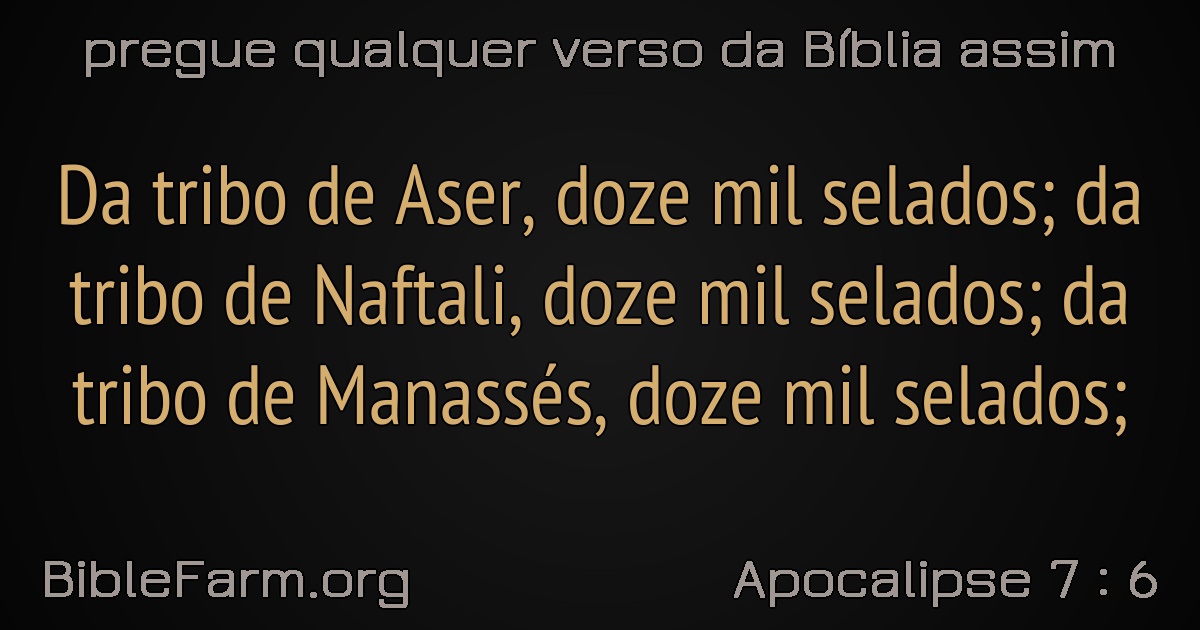 pregue qualquer verso da Bíblia assim
Da tribo de Aser, doze mil selados; da
tribo de Naftali, doze mil selados; da
tribo de Manassés, doze mil selados;
BibleFarm.org
Apocalipse 7 : 6